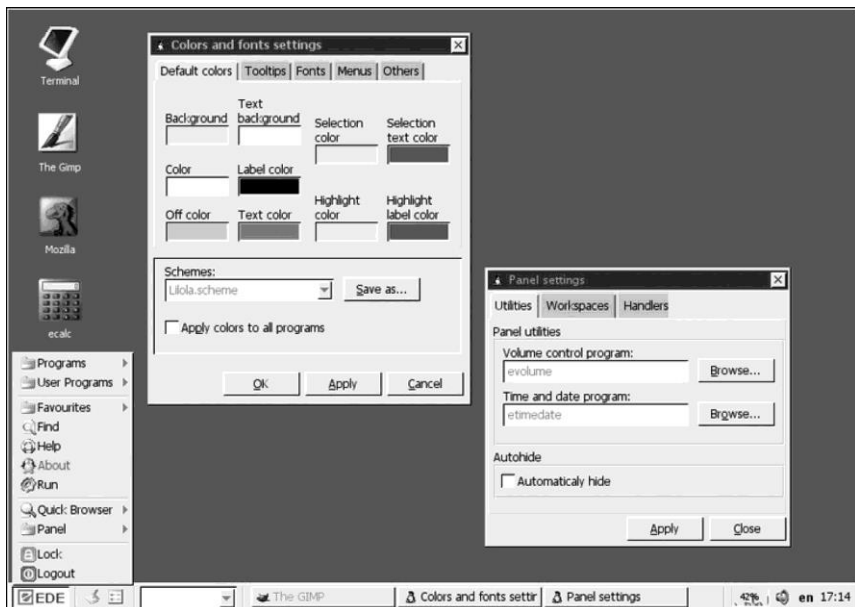 Terminal
The Gimp
Mozilla
ecalc
Colors and fonts settings
Default colors Tooltips Fonts Menus Others
Background
Text background
Selection color
Selection text color
Color
Label color
Off color
Text color
Highlight color
Highlight label color
Schemes:
Lilola.scheme
Save as...
Apply colors to all programs
OK Apply Cancel
Panel settings
Utilities Workspaces Handlers
Panel utilities
Volume control program:
evolume
Browse...
Time and date program:
etimedate
Browse...
Autohide
Automaticaly hide
Apply Close
Programs
User Programs
Favourites
Find
Help
About
Run
Quick Browser
Panel
Lock
Logout
EDE The GIMP Colors and fonts settir Panel settings en 17:14